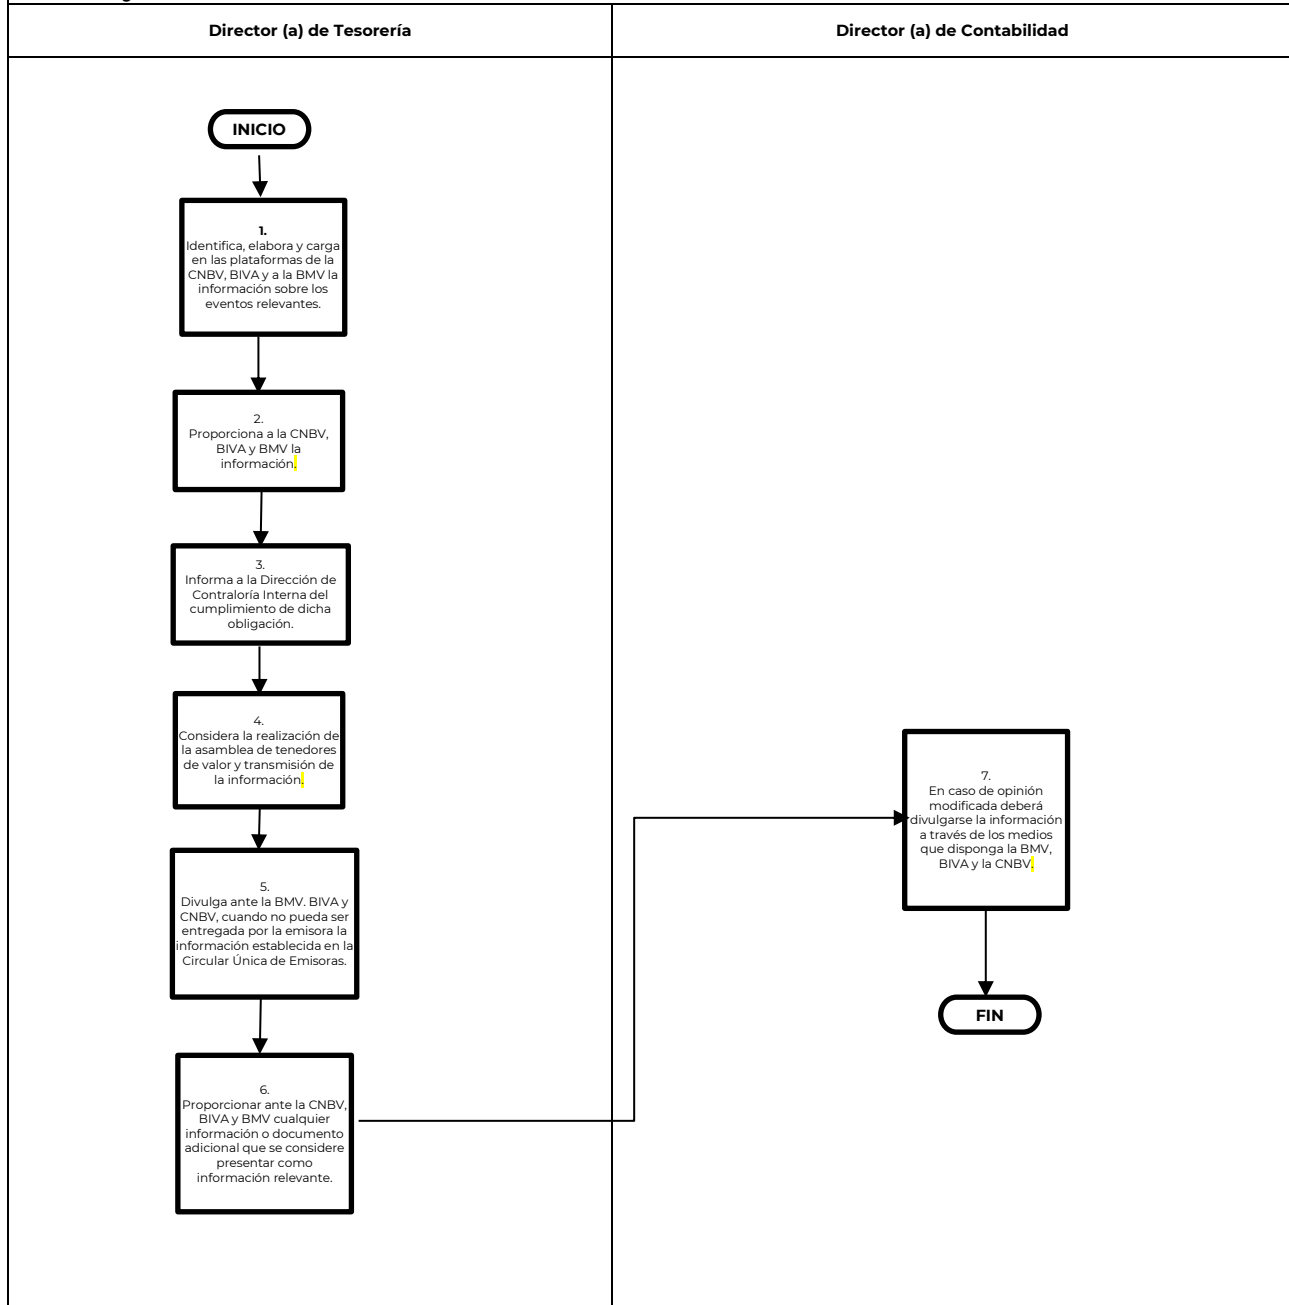 Director (a) de Tesorería
Director (a) de Contabilidad
INICIO
1.
Identifica, elabora y carga
en las plataformas de la
CNBV, BIVA y a la BMV la
información sobre los
eventos relevantes.
2.
Proporciona a la CNBV,
BIVA y BMV la
información.
3.
Informa a la Dirección de
Contraloría Interna del
cumplimiento de dicha
obligación.
4.
Considera la realización de
la asamblea de tenedores
de valor y transmisión de
la información.
5.
Divulga ante la BMV. BIVA y
CNBV, cuando no pueda ser
entregada por la emisora la
información establecida en la
Circular Única de Emisoras.
6.
Proporcionar ante la CNBV,
BIVA y BMV cualquier
información o documento
adicional que se considere
presentar como
información relevante.
7.
En caso de opinión
modificada deberá
divulgarse la información
a través de los medios
que disponga la BMV,
BIVA y la CNBV.
FIN